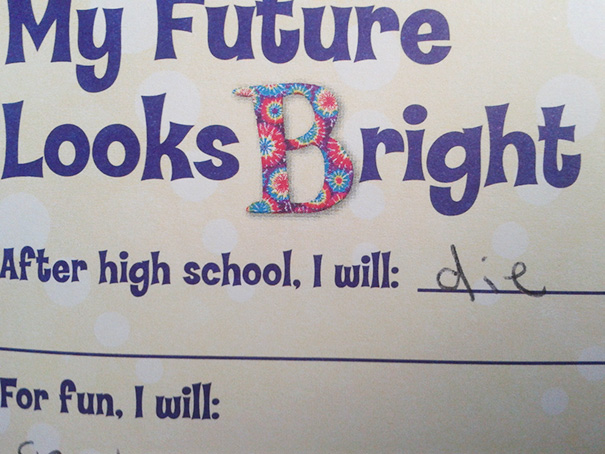 My Future
Looks Bright
After high school, I will: die
For fun, I will: